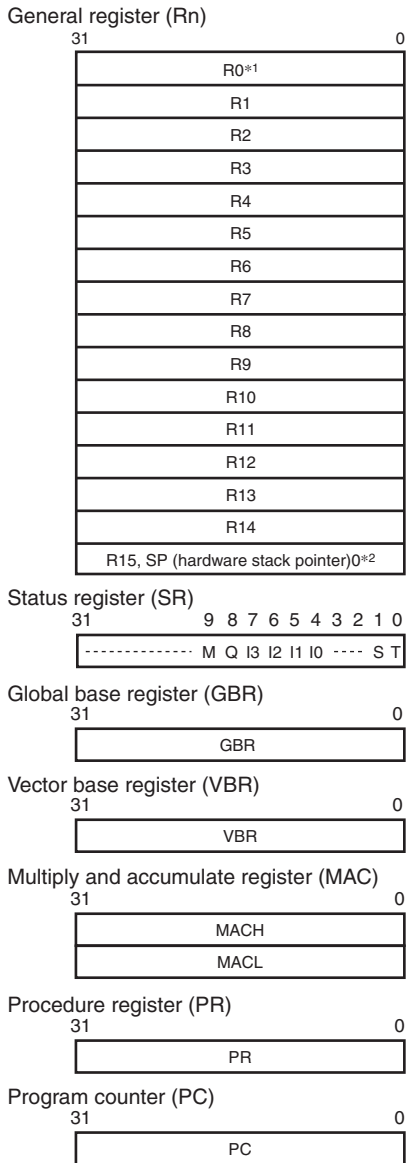 General register (Rn)
31 0
R0*1
R1
R2
R3
R4
R5
R6
R7
R8
R9
R10
R11
R12
R13
R14
R15, SP (hardware stack pointer)0*2
Status register (SR)
31 9 8 7 6 5 4 3 2 1 0
------------- M Q I3 I2 I1 I0 ---- S T
Global base register (GBR)
31 0
GBR
Vector base register (VBR)
31 0
VBR
Multiply and accumulate register (MAC)
31 0
MACH
MACL
Procedure register (PR)
31 0
PR
Program counter (PC)
31 0
PC